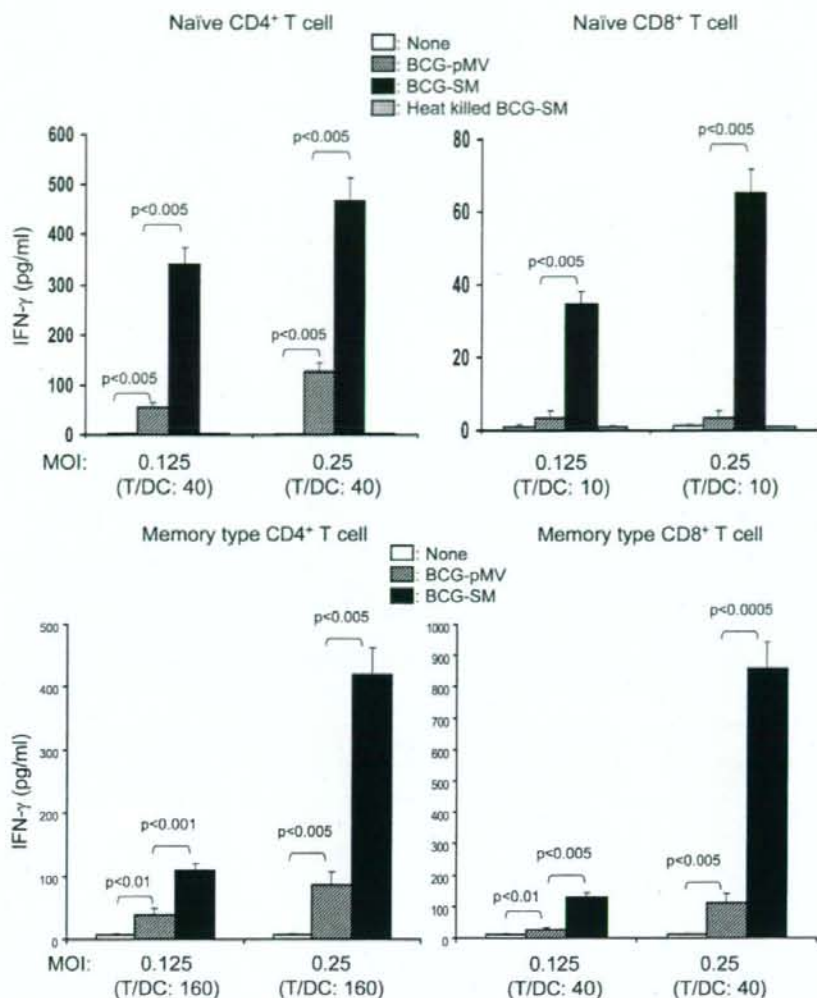 Naïve CD4⁺ T cell
Naïve CD8⁺ T cell
: None
: BCG-pMV
: BCG-SM
: Heat killed BCG-SM
IFN-γ (pg/ml)
600
500
400
300
200
100
0
p<0.005
p<0.005
p<0.005
p<0.005
80
60
40
20
0
p<0.005
p<0.005
MOI:
0.125
(T/DC: 40)
0.25
(T/DC: 40)
0.125
(T/DC: 10)
0.25
(T/DC: 10)
Memory type CD4⁺ T cell
Memory type CD8⁺ T cell
: None
: BCG-pMV
: BCG-SM
IFN-γ (pg/ml)
500
400
300
200
100
0
p<0.01
p<0.001
p<0.005
p<0.005
1000
900
800
700
600
500
400
300
200
100
0
p<0.01
p<0.005
p<0.005
p<0.0005
MOI:
0.125
(T/DC: 160)
0.25
(T/DC: 160)
0.125
(T/DC: 40)
0.25
(T/DC: 40)